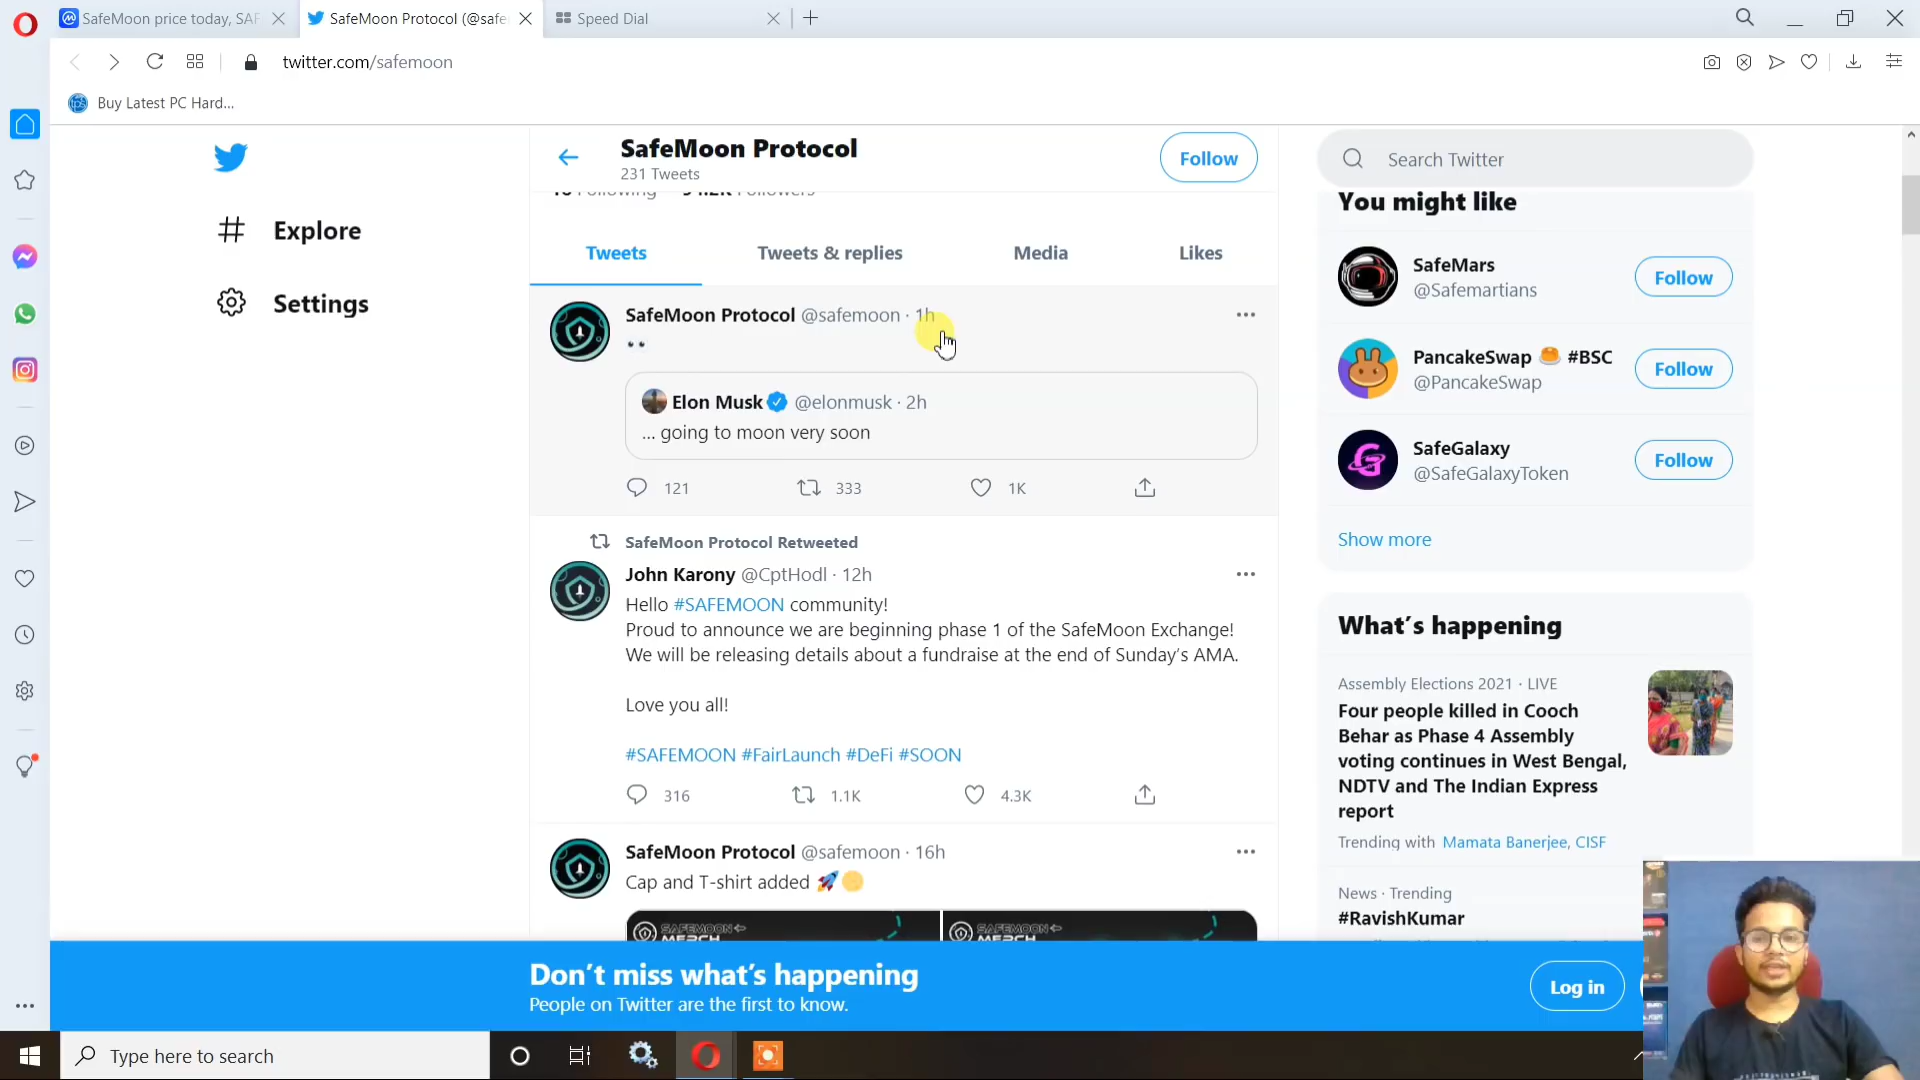 SafeMoon price today, SAF
SafeMoon Protocol (@safe
Speed Dial
twitter.com/safemoon
Buy Latest PC Hard...
SafeMoon Protocol
231 Tweets
Follow
Search Twitter
Explore
Settings
Following
Followers
Tweets
Tweets & replies
Media
Likes
SafeMoon Protocol @safemoon · 1h
Elon Musk @elonmusk · 2h
... going to moon very soon
121
333
1K
SafeMoon Protocol Retweeted
John Karony @CptHodl · 12h
Hello #SAFEMOON community!
Proud to announce we are beginning phase 1 of the SafeMoon Exchange!
We will be releasing details about a fundraise at the end of Sunday's AMA.
Love you all!
#SAFEMOON #FairLaunch #DeFi #SOON
316
1.1K
4.3K
SafeMoon Protocol @safemoon · 16h
Cap and T-shirt added 🚀🌕
SAFEMOON
MERCH
SAFEMOON
MERCH
You might like
SafeMars
@Safemartians
Follow
PancakeSwap 🥞 #BSC
@PancakeSwap
Follow
SafeGalaxy
@SafeGalaxyToken
Follow
Show more
What's happening
Assembly Elections 2021 · LIVE
Four people killed in Cooch
Behar as Phase 4 Assembly
voting continues in West Bengal,
NDTV and The Indian Express
report
Trending with Mamata Banerjee, CISF
News · Trending
#RavishKumar
Don't miss what's happening
People on Twitter are the first to know.
Log in
Type here to search